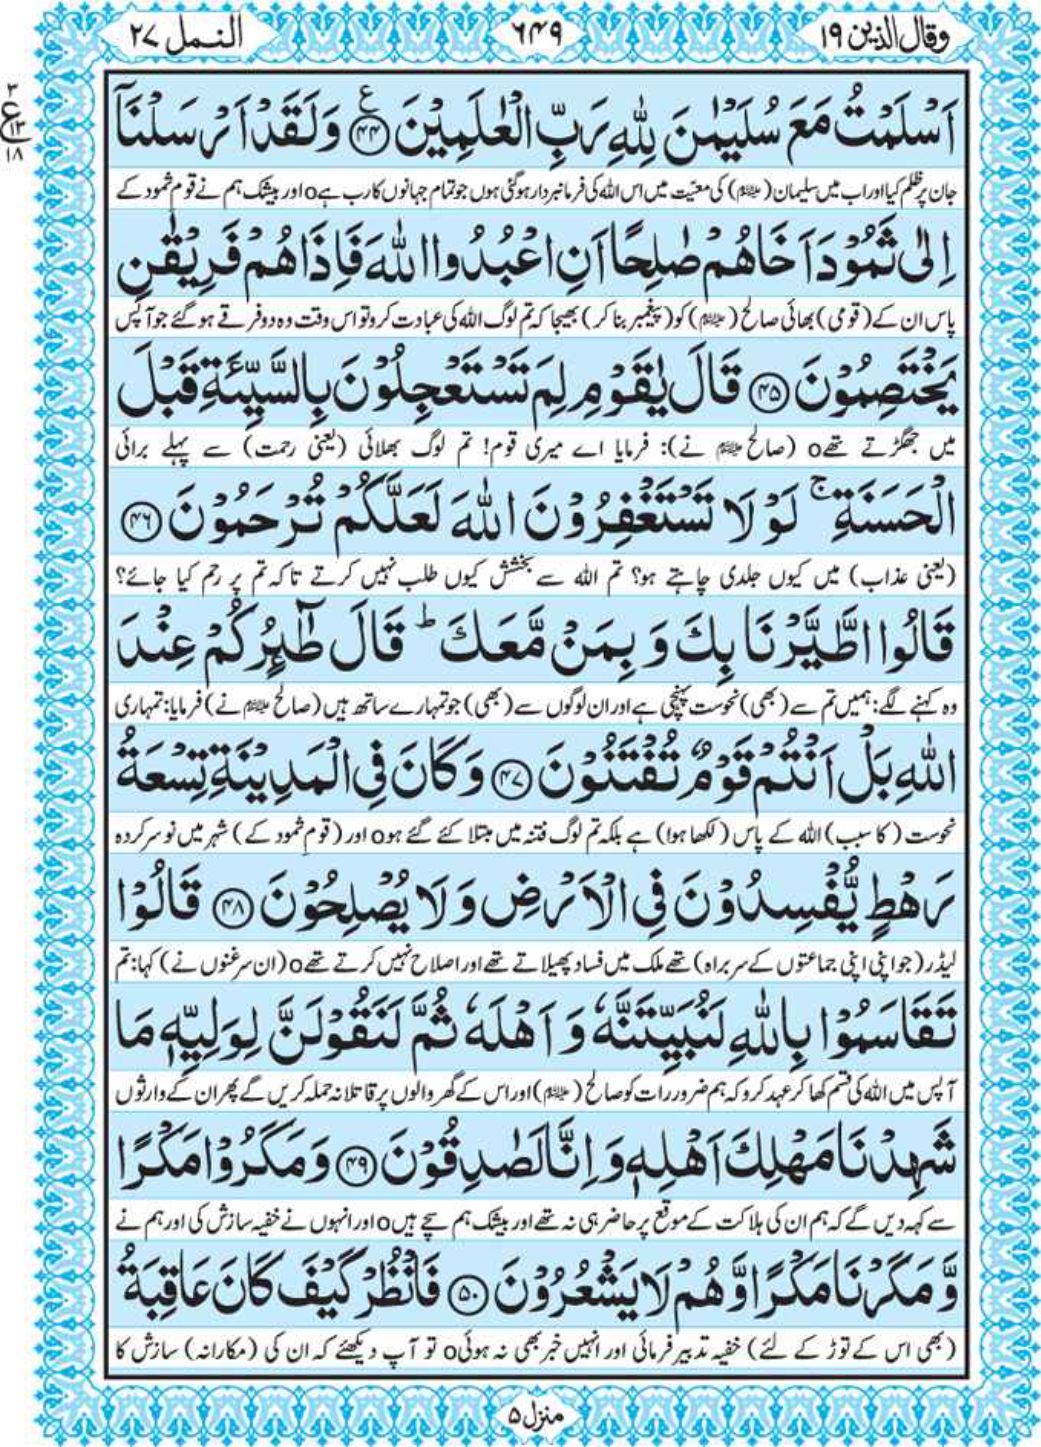 وقال الذین ١٩
٦٤٩
النمل ٢٧
٣
ع
١٣
١٨
اَسْلَمْتُ مَعَ سُلَیْمٰنَ لِلّٰهِ رَبِّ الْعٰلَمِیْنَ ﴿۴۴﴾ ع وَلَقَدْ اَرْسَلْنَاۤ
جان پر ظلم کیا اور اب میں سلیمان (علیہ السلام) کی معیّت میں اس اللہ کی فرمانبردار ہو گئی ہوں جو تمام جہانوں کا رب ہےo اور بیشک ہم نے قومِ ثمود کے
اِلٰى ثَمُوْدَ اَخَاهُمْ صٰلِحًا اَنِ اعْبُدُوا اللّٰهَ فَاِذَا هُمْ فَرِیْقٰنِ
پاس ان کے (قومی) بھائی صالح (علیہ السلام) کو (پیغمبر بنا کر) بھیجا کہ تم لوگ اللہ کی عبادت کرو تو اس وقت وہ دو فرقے ہو گئے جو آپس
یَخْتَصِمُوْنَ ﴿۴۵﴾ قَالَ یٰقَوْمِ لِمَ تَسْتَعْجِلُوْنَ بِالسَّیِّئَةِ قَبْلَ
میں جھگڑتے تھےo (صالح علیہ السلام نے): فرمایا اے میری قوم! تم لوگ بھلائی (یعنی رحمت) سے پہلے برائی
الْحَسَنَةِ ۚ لَوْ لَا تَسْتَغْفِرُوْنَ اللّٰهَ لَعَلَّكُمْ تُرْحَمُوْنَ ﴿۴۶﴾
(یعنی عذاب) میں کیوں جلدی چاہتے ہو؟ تم اللہ سے بخشش کیوں طلب نہیں کرتے تاکہ تم پر رحم کیا جائے؟
قَالُوا اطَّیَّرْنَا بِكَ وَ بِمَنْ مَّعَكَ ؕ قَالَ طٰٓىِٕرُكُمْ عِنْدَ
وہ کہنے لگے: ہمیں تم سے (بھی) نحوست پہنچی ہے اور ان لوگوں سے (بھی) جو تمہارے ساتھ ہیں (صالح علیہ السلام نے) فرمایا: تمہاری
اللّٰهِ بَلْ اَنْتُمْ قَوْمٌ تُفْتَنُوْنَ ﴿۴۷﴾ وَ كَانَ فِی الْمَدِیْنَةِ تِسْعَةُ
نحوست (کا سبب) اللہ کے پاس (لکھا ہوا) ہے بلکہ تم لوگ فتنہ میں مبتلا کئے گئے ہوo اور (قومِ ثمود کے) شہر میں نو سرکردہ
رَهْطٍ یُّفْسِدُوْنَ فِی الْاَرْضِ وَ لَا یُصْلِحُوْنَ ﴿۴۸﴾ قَالُوْا
لیڈر (جو اپنی اپنی جماعتوں کے سربراہ) تھے ملک میں فساد پھیلاتے تھے اور اصلاح نہیں کرتے تھےo (ان سرغنوں نے) کہا: تم
تَقَاسَمُوْا بِاللّٰهِ لَنُبَیِّتَنَّهٗ وَ اَهْلَهٗ ثُمَّ لَنَقُوْلَنَّ لِوَلِیِّهٖ مَا
آپس میں اللہ کی قسم کھا کر عہد کرو کہ ہم ضرور رات کو صالح (علیہ السلام) اور اس کے گھر والوں پر قاتلانہ حملہ کریں گے پھر ان کے وارثوں
شَهِدْنَا مَهْلِكَ اَهْلِهٖ وَ اِنَّا لَصٰدِقُوْنَ ﴿۴۹﴾ وَ مَكَرُوْا مَكْرًا
سے کہہ دیں گے کہ ہم ان کی ہلاکت کے موقع پر حاضر ہی نہ تھے اور بیشک ہم سچے ہیںo اور انہوں نے خفیہ سازش کی اور ہم نے
وَّ مَكَرْنَا مَكْرًا وَّ هُمْ لَا یَشْعُرُوْنَ ﴿۵۰﴾ فَانْظُرْ كَیْفَ كَانَ عَاقِبَةُ
(بھی اس کے توڑ کے لئے) خفیہ تدبیر فرمائی اور انہیں خبر بھی نہ ہوئیo تو آپ دیکھئے کہ ان کی (مکارانہ) سازش کا
منزل ۵